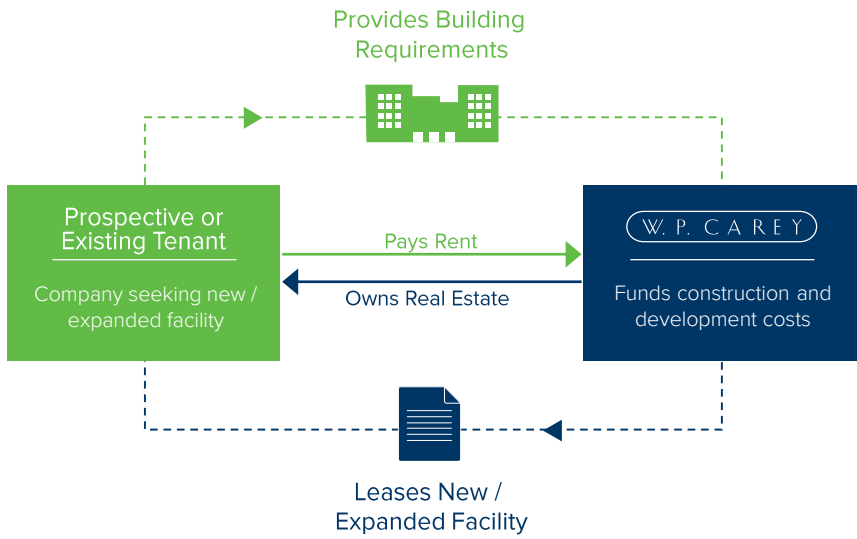 Provides Building
Requirements
Prospective or
Existing Tenant
Company seeking new /
expanded facility
Pays Rent
Owns Real Estate
W. P. CAREY
Funds construction and
development costs
Leases New /
Expanded Facility